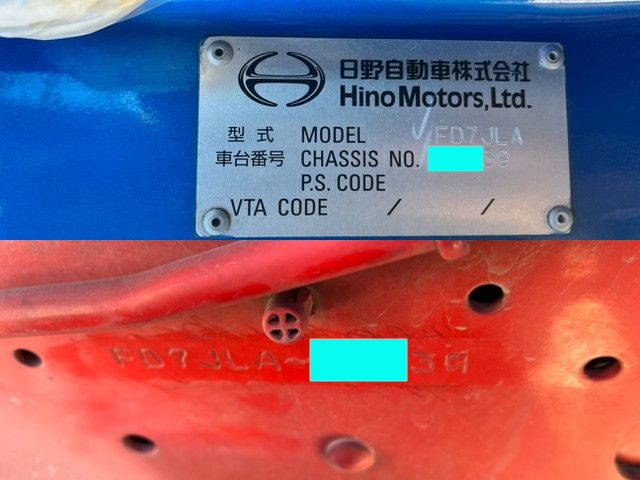 日野自動車株式会社
Hino Motors, Ltd.
型式 MODEL FD7JLA
車台番号 CHASSIS NO. 39
P.S. CODE
VTA CODE / /
FD7JLA~ 39